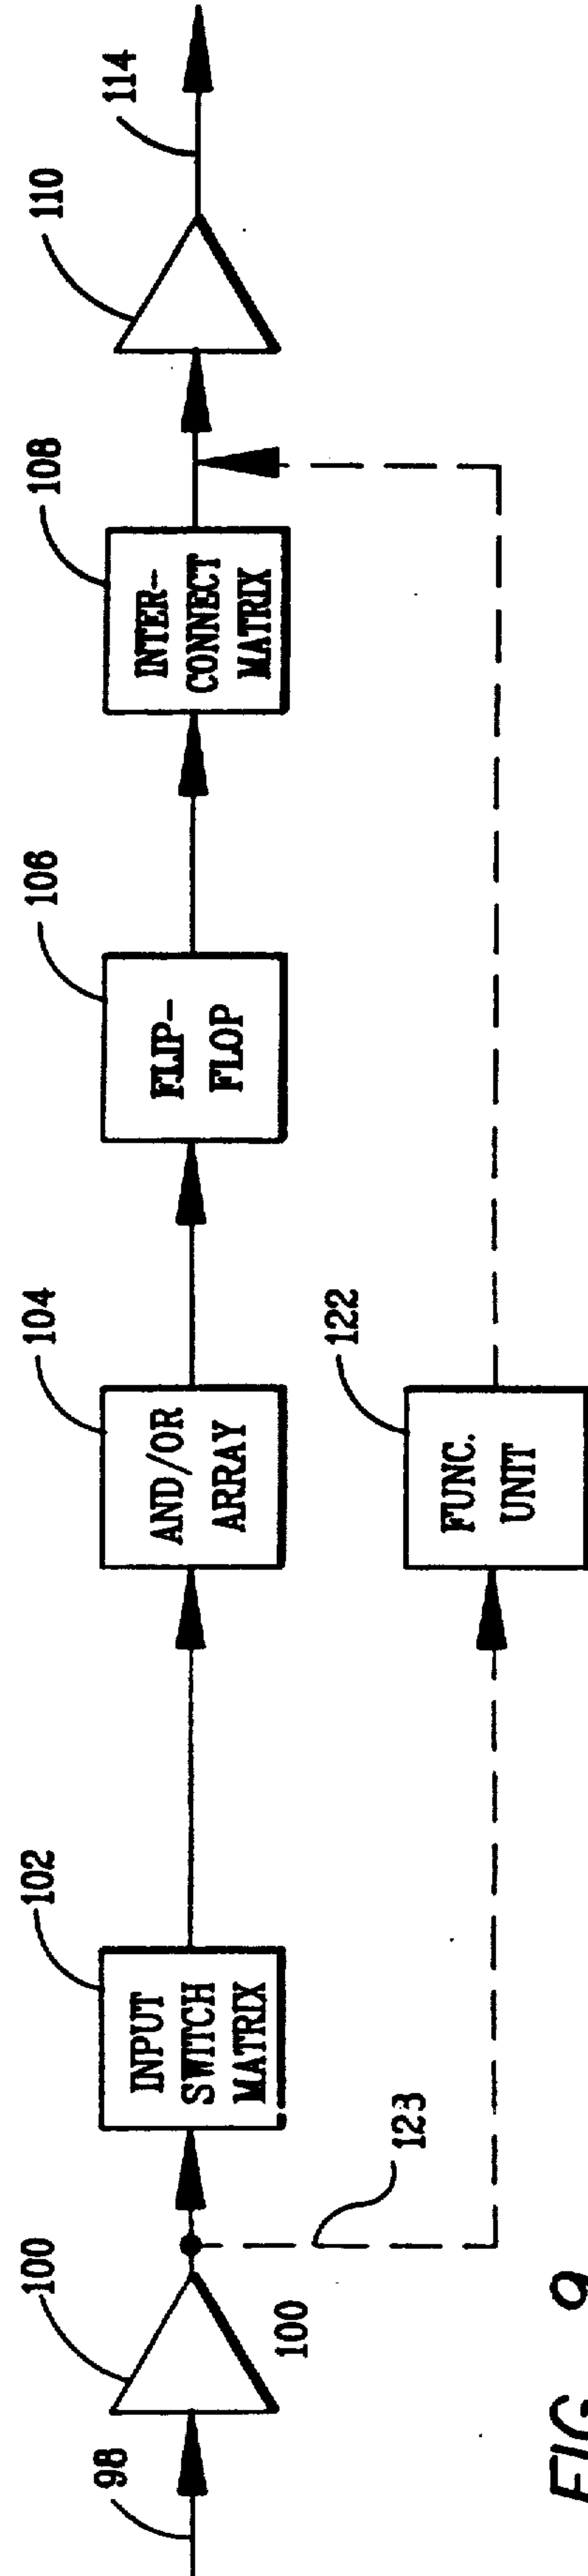 98
100
100
102
INPUT
SWITCH
MATRIX
104
AND/OR
ARRAY
106
FLIP-
FLOP
108
INTER-
CONNECT
MATRIX
110
114
123
122
FUNC.
UNIT
FIG. 9